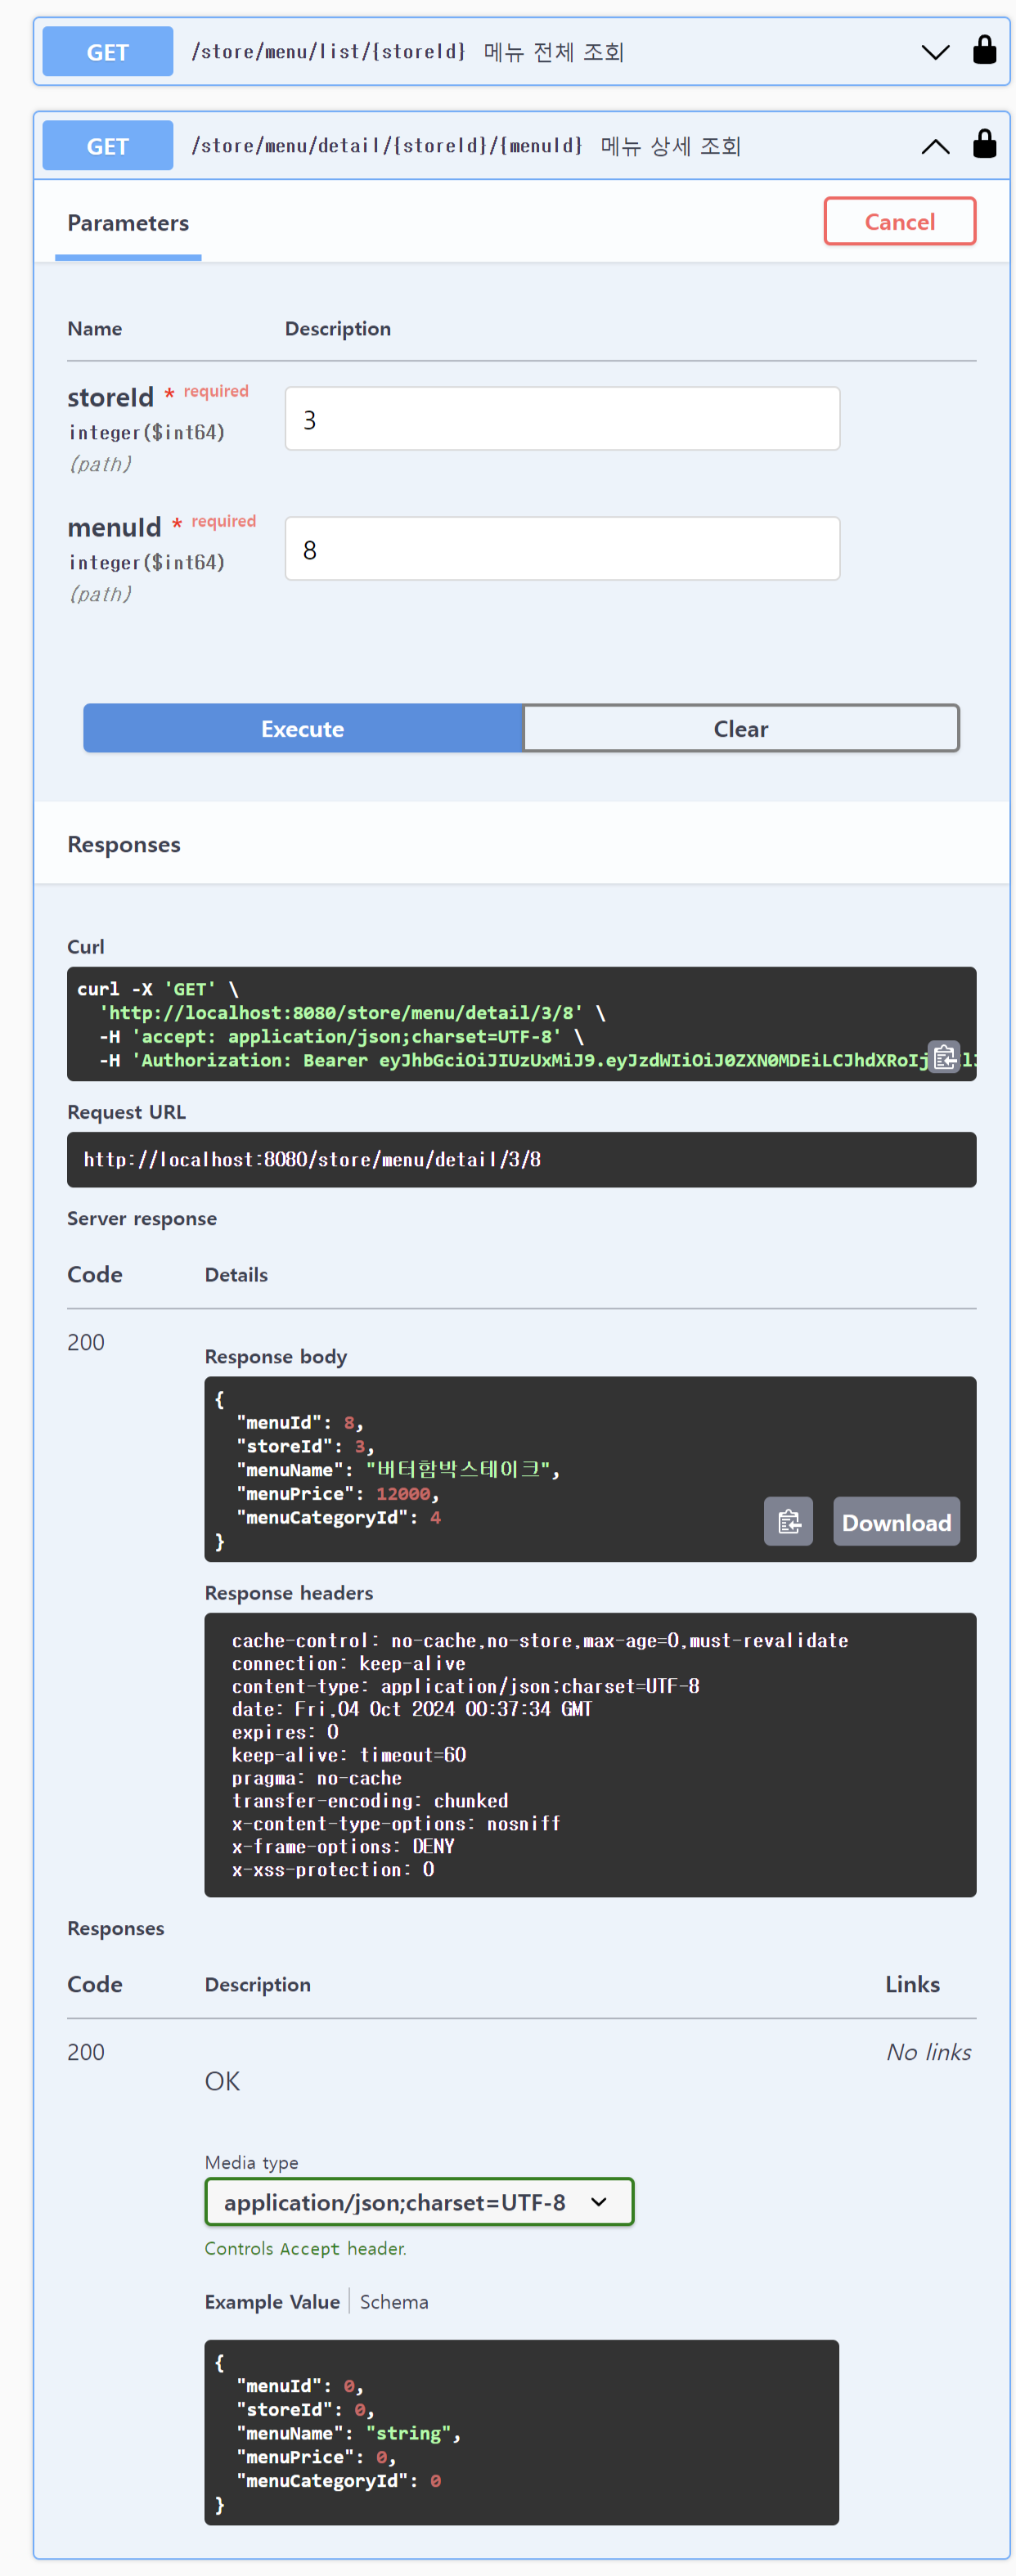 GET /store/menu/list/{storeId} 메뉴 전체 조회
GET /store/menu/detail/{storeId}/{menuId} 메뉴 상세 조회
Parameters Cancel
Name Description
storeId * required
integer($int64)
(path)
3
menuId * required
integer($int64)
(path)
8
Execute Clear
Responses
Curl
curl -X 'GET' \
'http://localhost:8080/store/menu/detail/3/8' \
-H 'accept: application/json;charset=UTF-8' \
-H 'Authorization: Bearer eyJhbGciOiJIUzUxMiJ9.eyJzdWIiOiJ0ZXN0MDEiLCJhdXRoIj
Request URL
http://localhost:8080/store/menu/detail/3/8
Server response
Code Details
200
Response body
{
"menuId": 8,
"storeId": 3,
"menuName": "버터함박스테이크",
"menuPrice": 12000,
"menuCategoryId": 4
}
Download
Response headers
cache-control: no-cache,no-store,max-age=0,must-revalidate
connection: keep-alive
content-type: application/json;charset=UTF-8
date: Fri,04 Oct 2024 00:37:34 GMT
expires: 0
keep-alive: timeout=60
pragma: no-cache
transfer-encoding: chunked
x-content-type-options: nosniff
x-frame-options: DENY
x-xss-protection: 0
Responses
Code Description Links
200 No links
OK
Media type
application/json;charset=UTF-8
Controls Accept header.
Example Value Schema
{
"menuId": 0,
"storeId": 0,
"menuName": "string",
"menuPrice": 0,
"menuCategoryId": 0
}